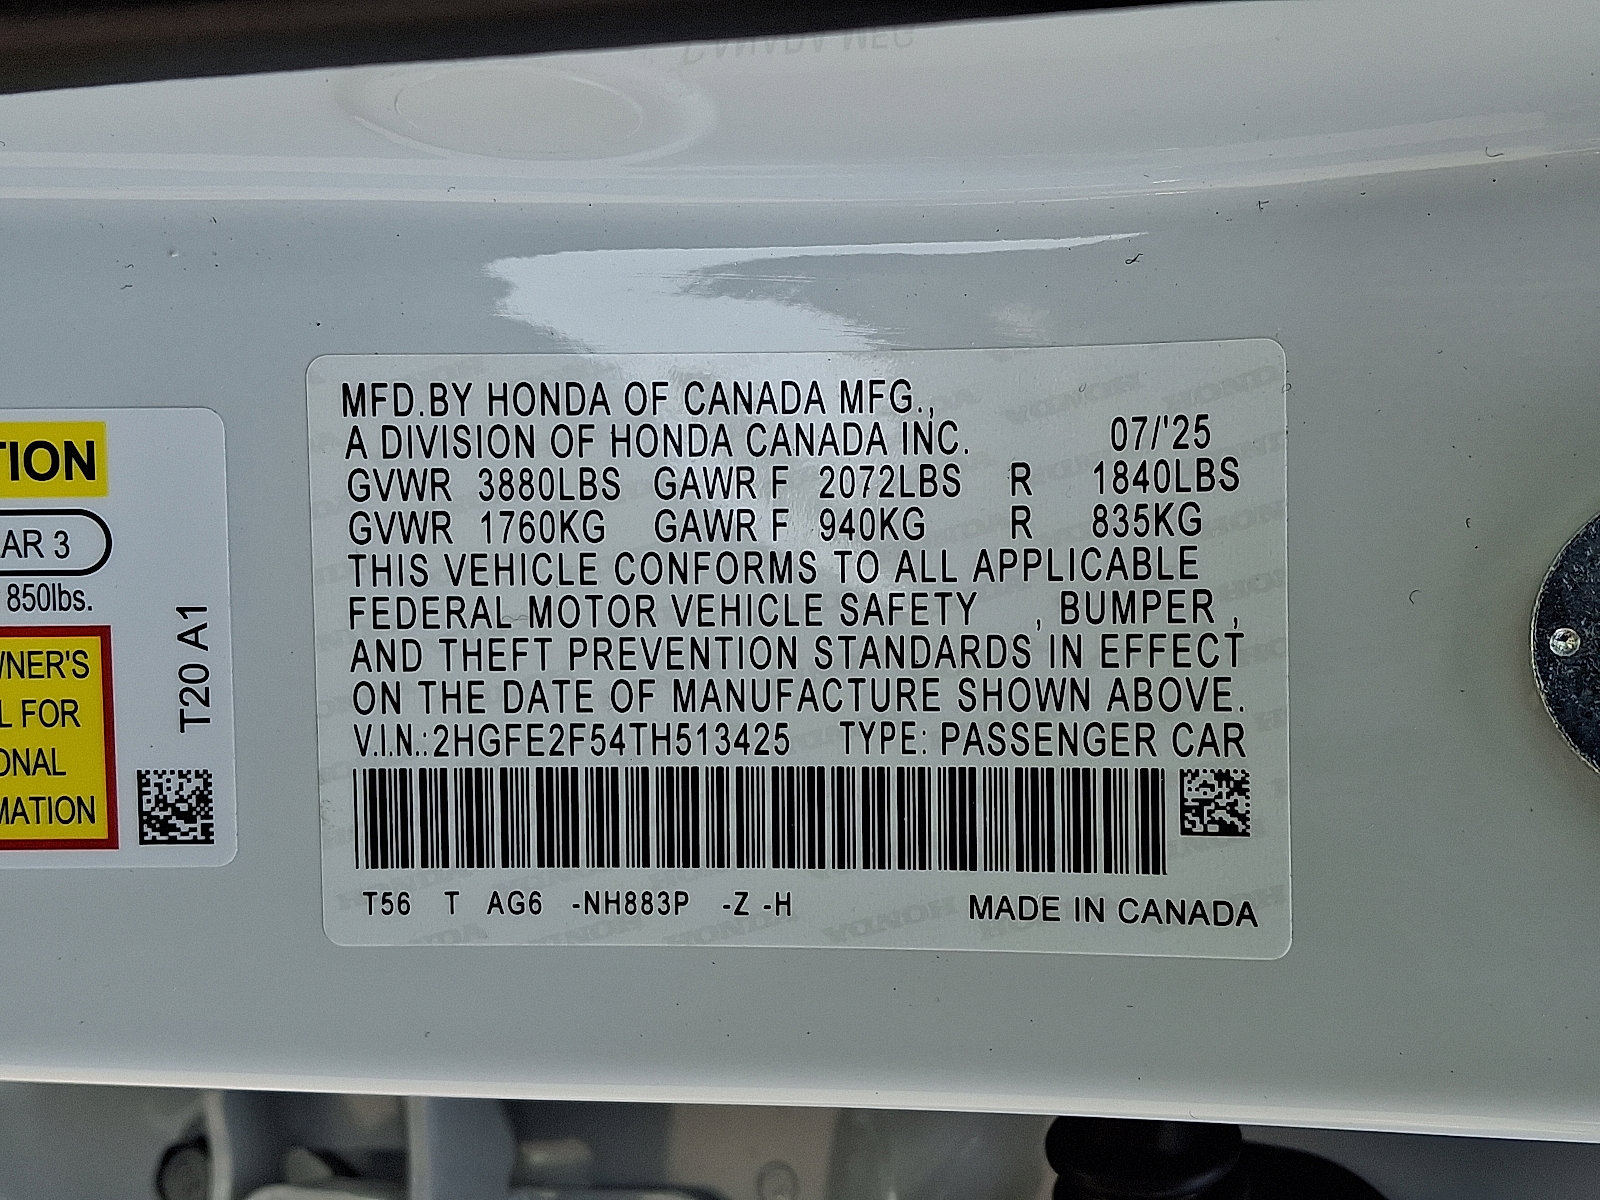 MFD.BY HONDA OF CANADA MFG.,
A DIVISION OF HONDA CANADA INC. 07/'25
GVWR 3880LBS GAWR F 2072LBS R 1840LBS
GVWR 1760KG GAWR F 940KG R 835KG
THIS VEHICLE CONFORMS TO ALL APPLICABLE
FEDERAL MOTOR VEHICLE SAFETY , BUMPER ,
AND THEFT PREVENTION STANDARDS IN EFFECT
ON THE DATE OF MANUFACTURE SHOWN ABOVE.
V.I.N.:2HGFE2F54TH513425 TYPE: PASSENGER CAR
T56 T AG6 -NH883P -Z -H MADE IN CANADA
TION
AR 3
850lbs.
WNER'S
L FOR
ONAL
MATION
T20 A1